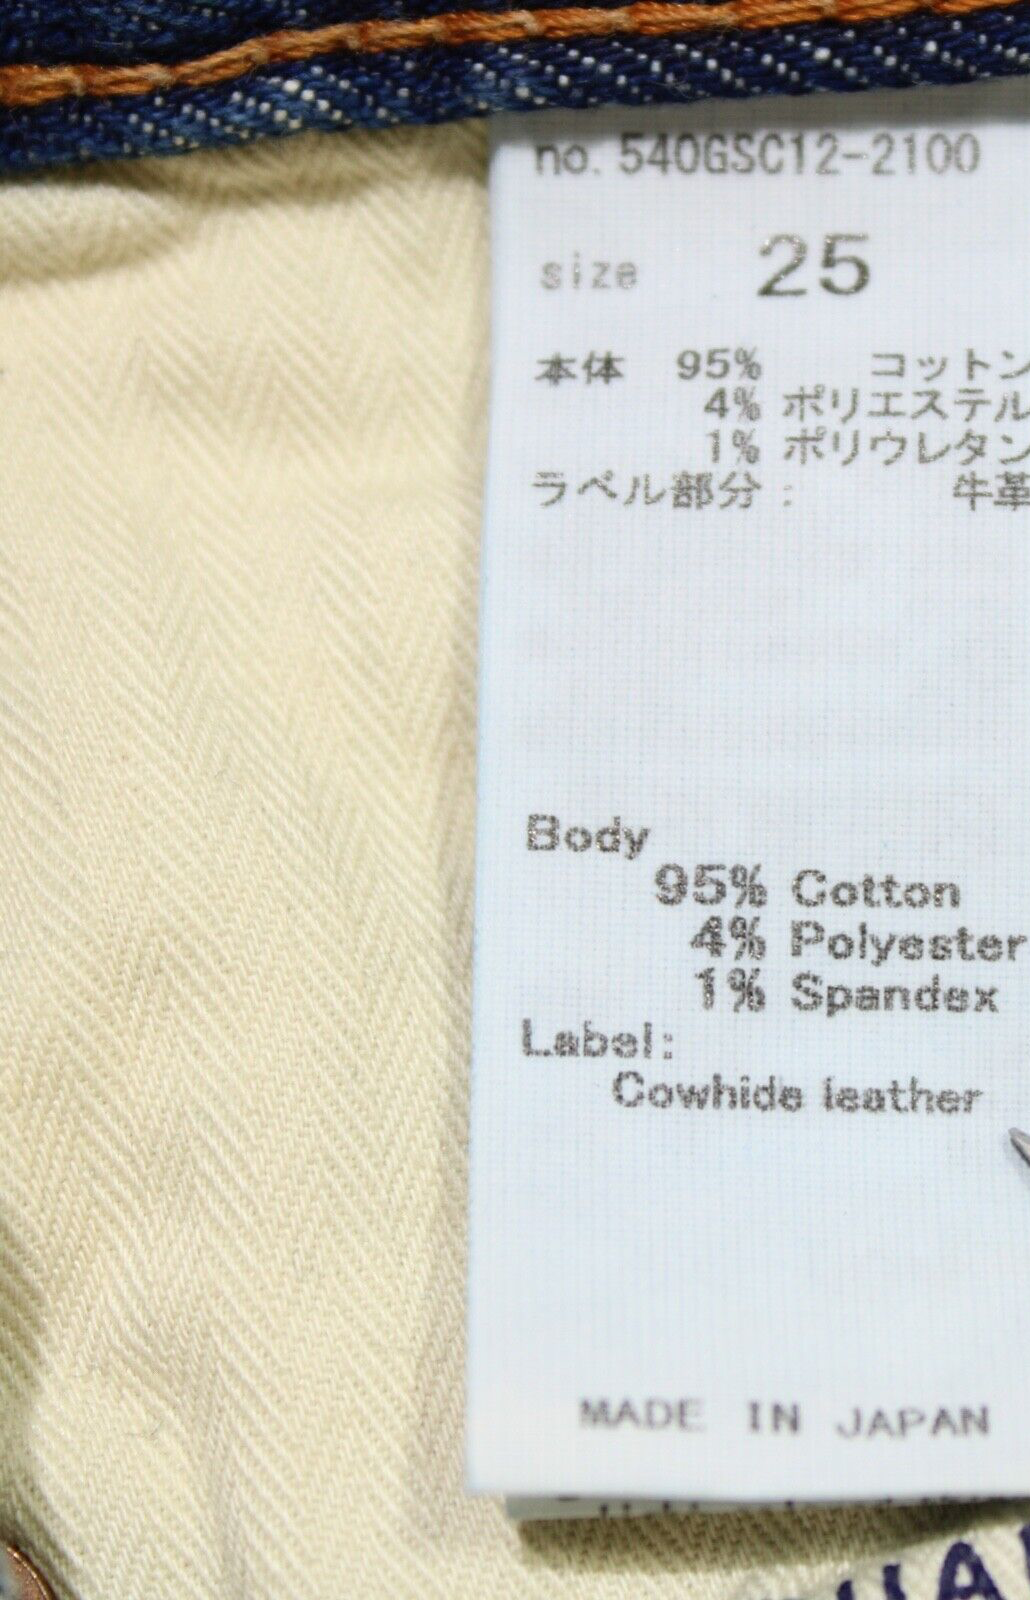 no. 540GSC12-2100
size 25
本体 95% コットン
4% ポリエステル
1% ポリウレタン
ラベル部分: 牛革
Body
95% Cotton
4% Polyester
1% Spandex
Label:
Cowhide leather
MADE IN JAPAN